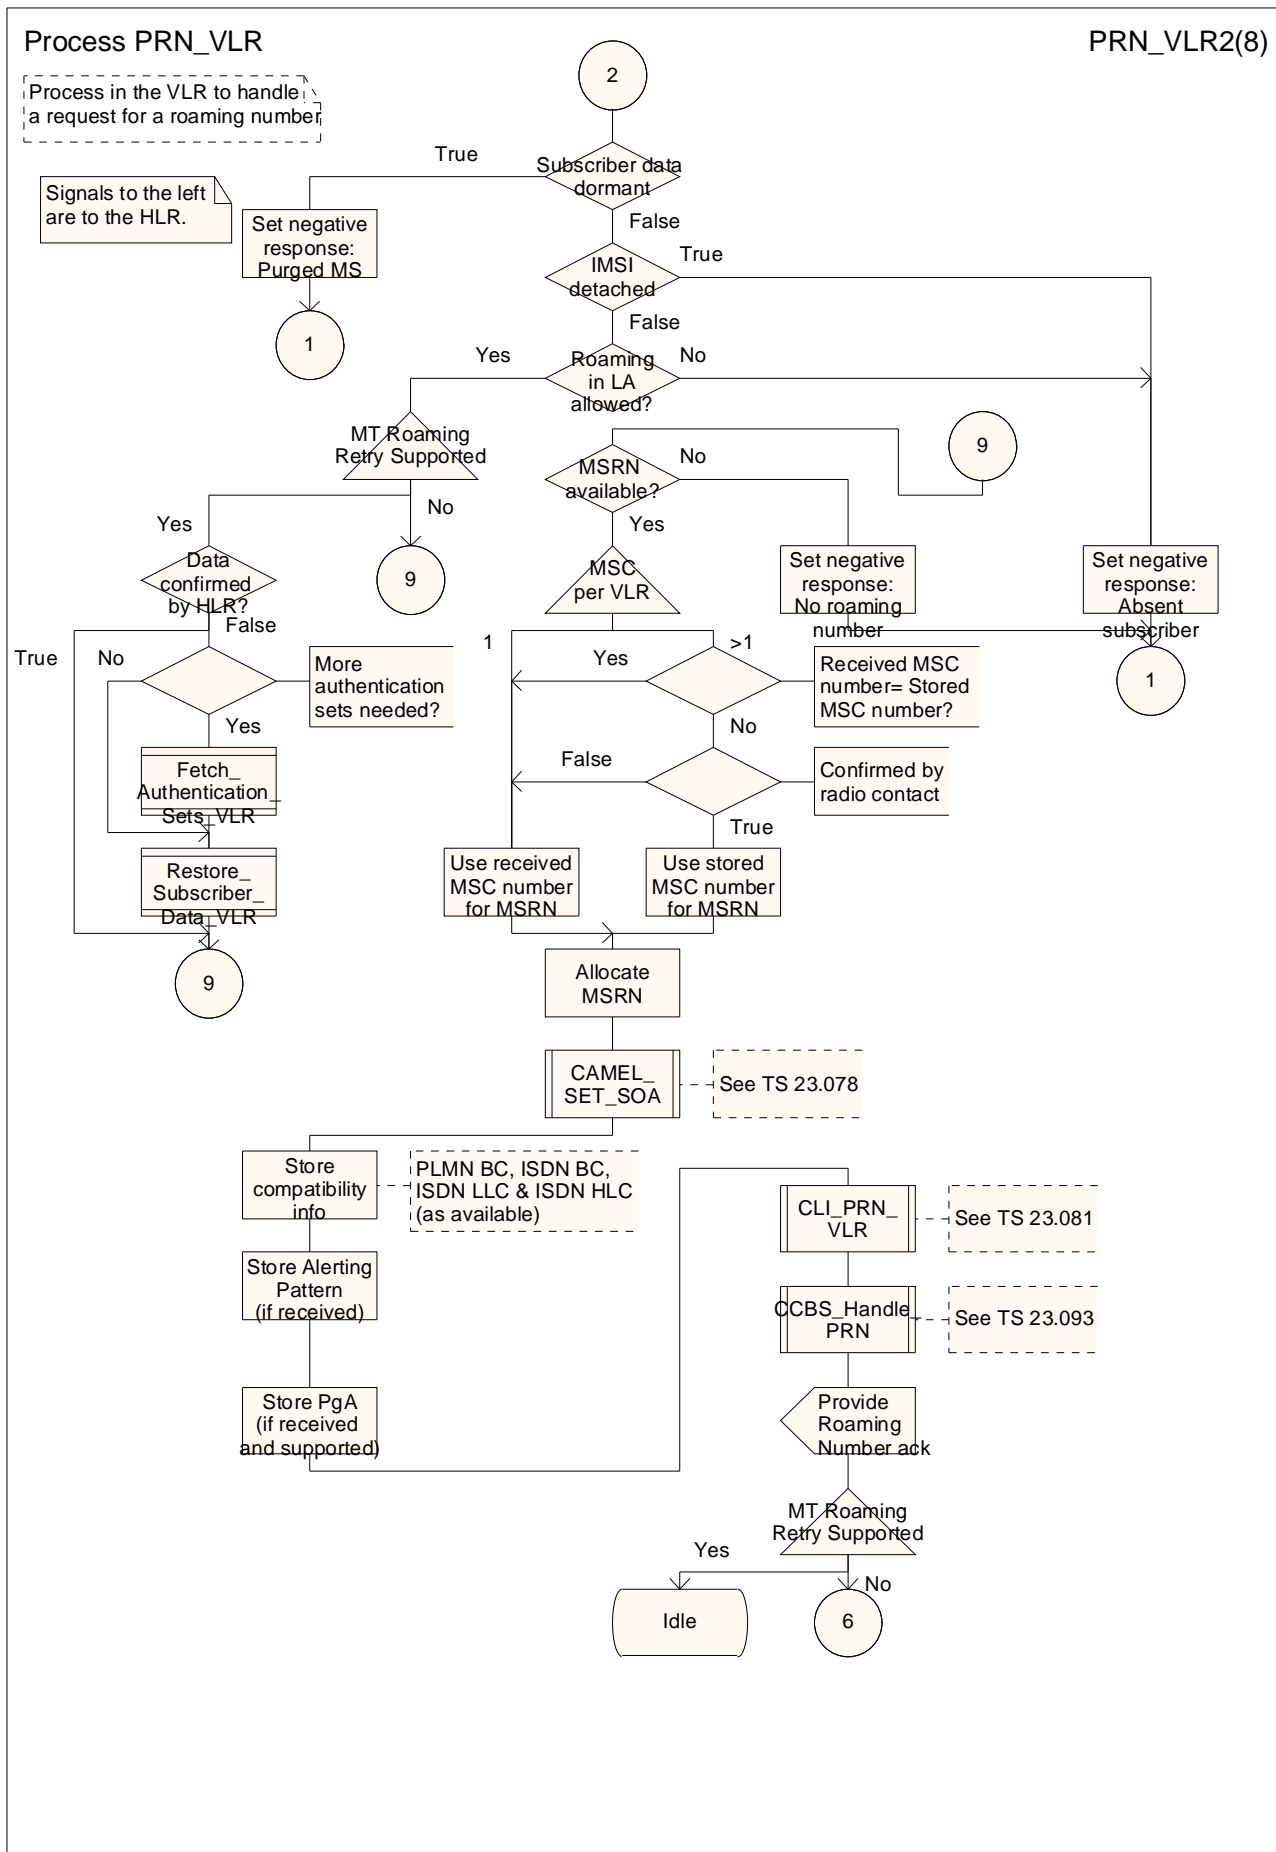 Process PRN_VLR
PRN_VLR2(8)
2
Process in the VLR to handle
a request for a roaming number
True
Subscriber data
dormant
Signals to the left
are to the HLR.
Set negative
response:
Purged MS
False
IMSI
detached
True
1
False
Yes
Roaming
in LA
allowed?
No
MT Roaming
Retry Supported
MSRN
available?
No
9
Yes
No
Yes
Data
confirmed
by HLR?
9
MSC
per VLR
Set negative
response:
No roaming
number
Set negative
response:
Absent
subscriber
False
True
No
More
authentication
sets needed?
1
Yes
>1
Received MSC
number= Stored
MSC number?
1
Yes
No
Fetch_
Authentication_
Sets_VLR
False
Confirmed by
radio contact
True
Restore_
Subscriber_
Data_VLR
Use received
MSC number
for MSRN
Use stored
MSC number
for MSRN
9
Allocate
MSRN
CAMEL_
SET_SOA
See TS 23.078
Store
compatibility
info
PLMN BC, ISDN BC,
ISDN LLC & ISDN HLC
(as available)
CLI_PRN_
VLR
See TS 23.081
Store Alerting
Pattern
(if received)
CCBS_Handle_
PRN
See TS 23.093
Store PgA
(if received
and supported)
Provide
Roaming
Number ack
MT Roaming
Retry Supported
Yes
No
Idle
6